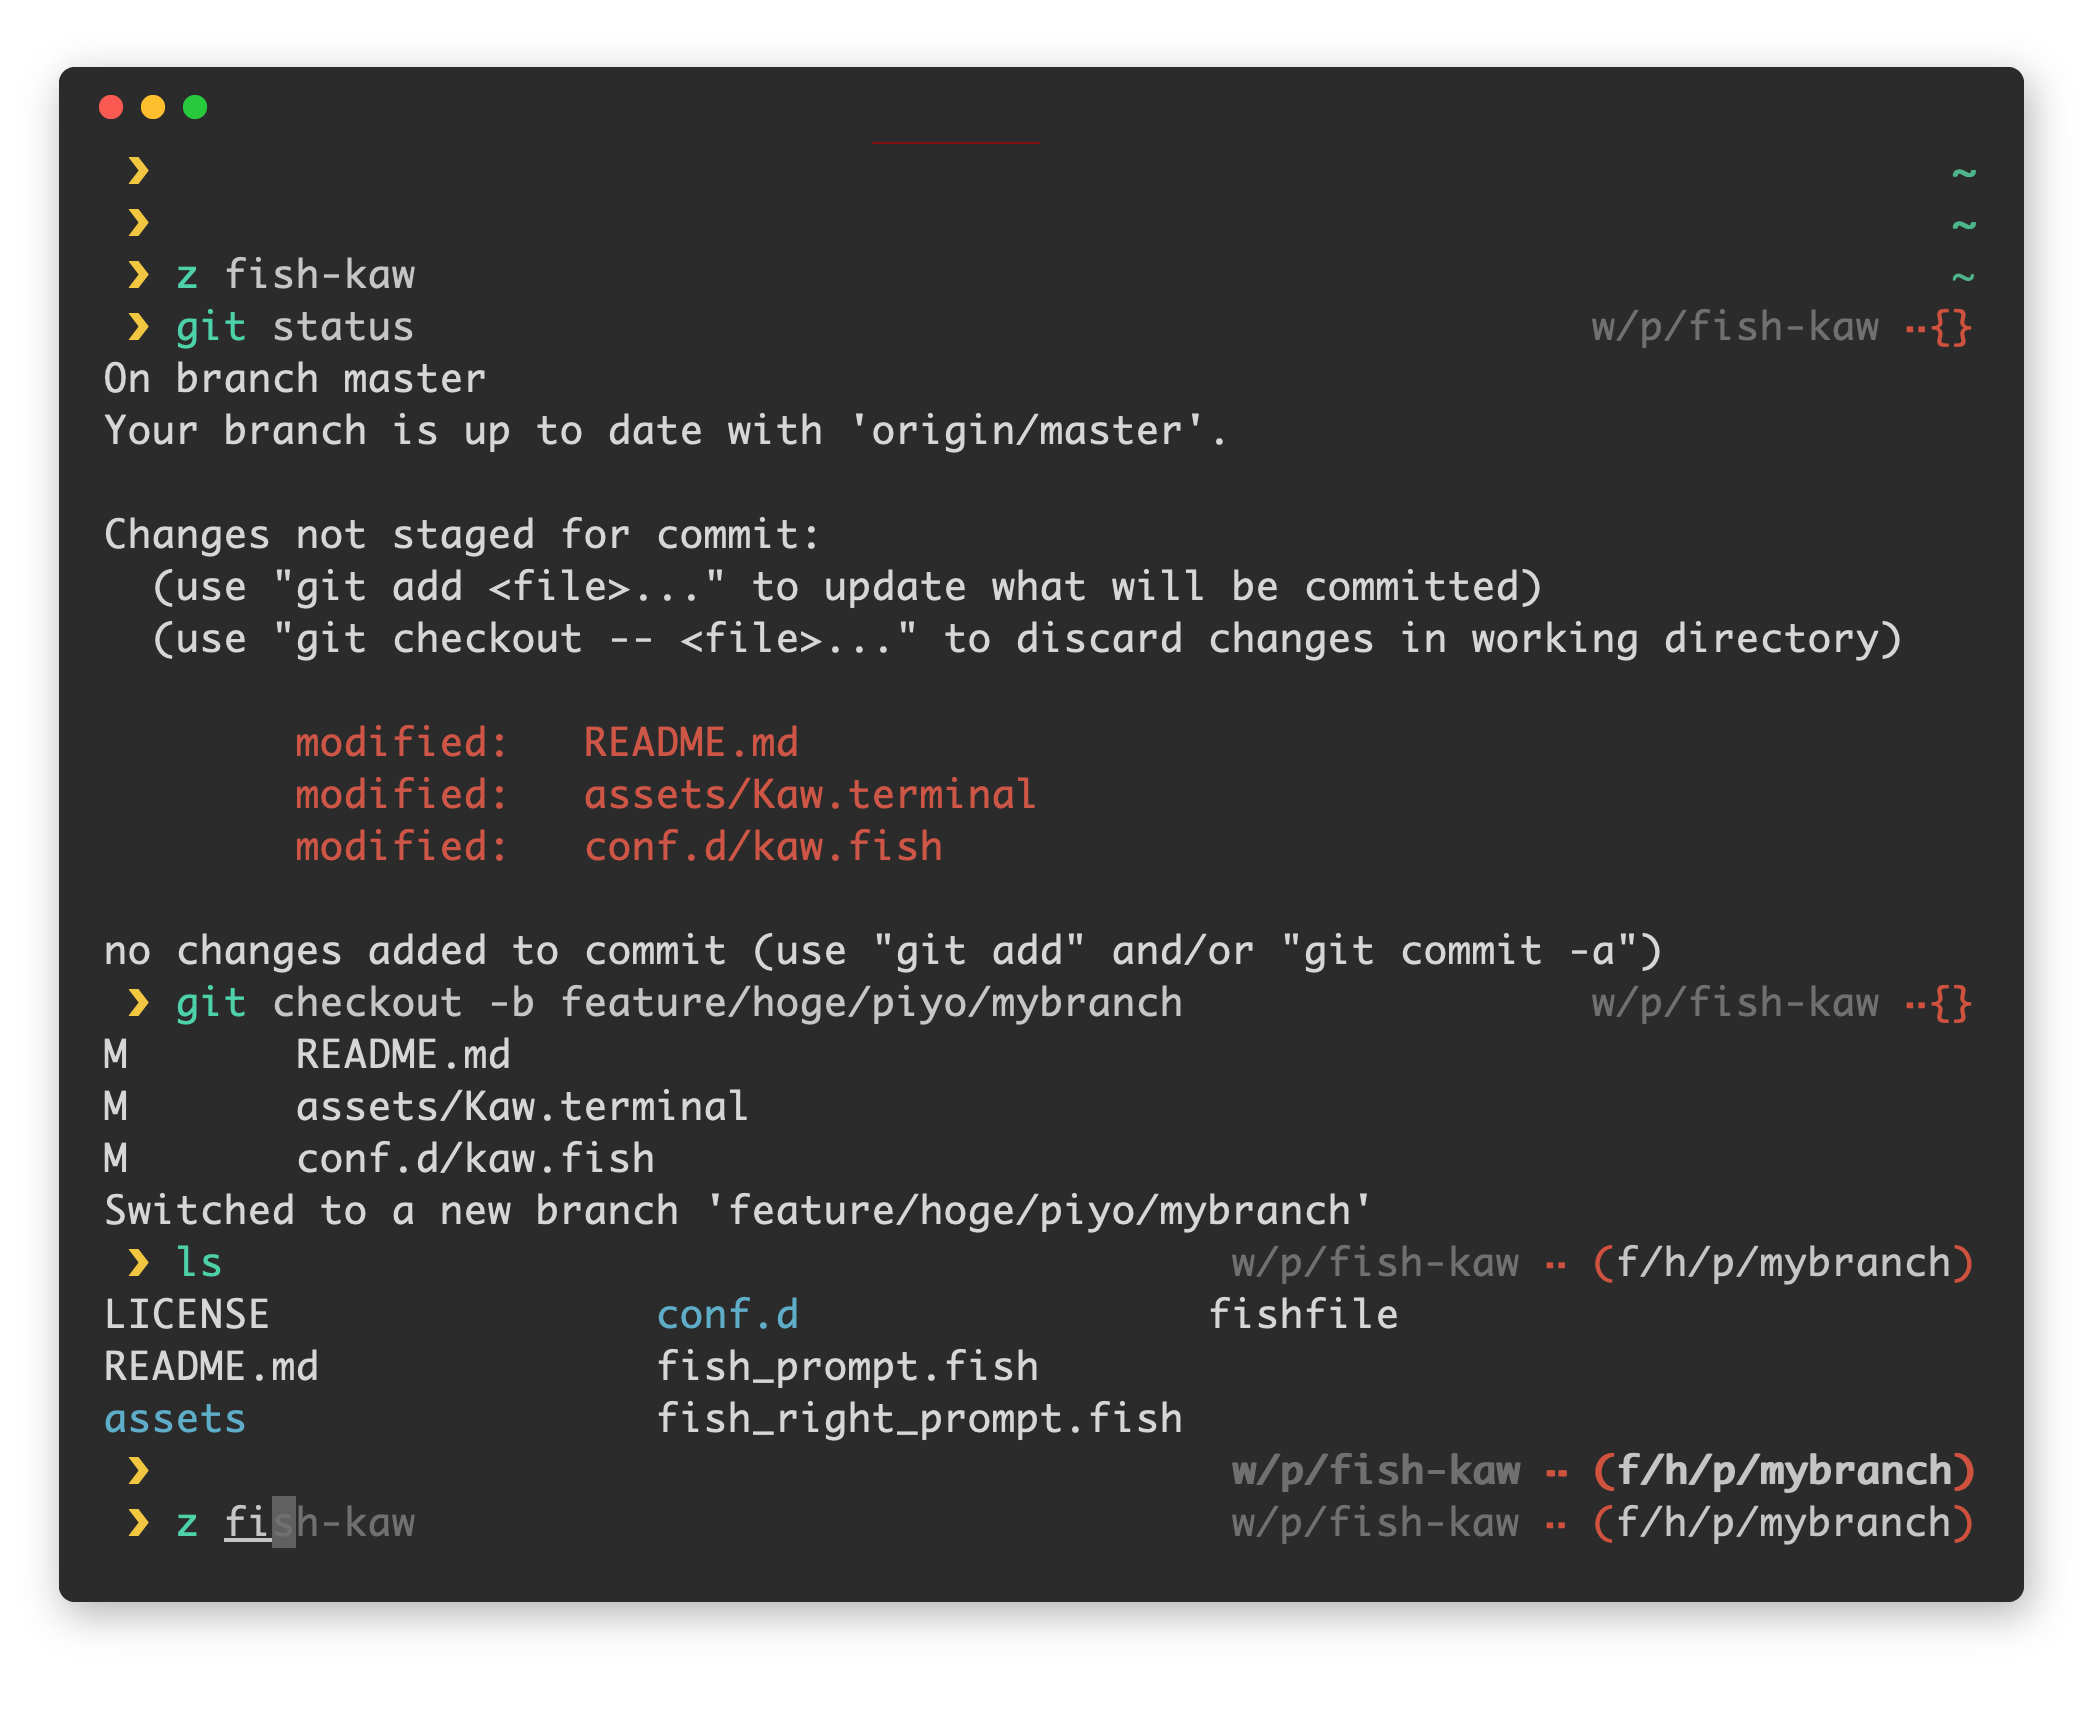 ❯ ~
❯ ~
❯ z fish-kaw ~
❯ git status w/p/fish-kaw ··{}
On branch master
Your branch is up to date with 'origin/master'.
Changes not staged for commit:
(use "git add <file>..." to update what will be committed)
(use "git checkout -- <file>..." to discard changes in working directory)
modified: README.md
modified: assets/Kaw.terminal
modified: conf.d/kaw.fish
no changes added to commit (use "git add" and/or "git commit -a")
❯ git checkout -b feature/hoge/piyo/mybranch w/p/fish-kaw ··{}
M README.md
M assets/Kaw.terminal
M conf.d/kaw.fish
Switched to a new branch 'feature/hoge/piyo/mybranch'
❯ ls w/p/fish-kaw ·· (f/h/p/mybranch)
LICENSE conf.d fishfile
README.md fish_prompt.fish
assets fish_right_prompt.fish
❯ w/p/fish-kaw ·· (f/h/p/mybranch)
❯ z fish-kaw w/p/fish-kaw ·· (f/h/p/mybranch)